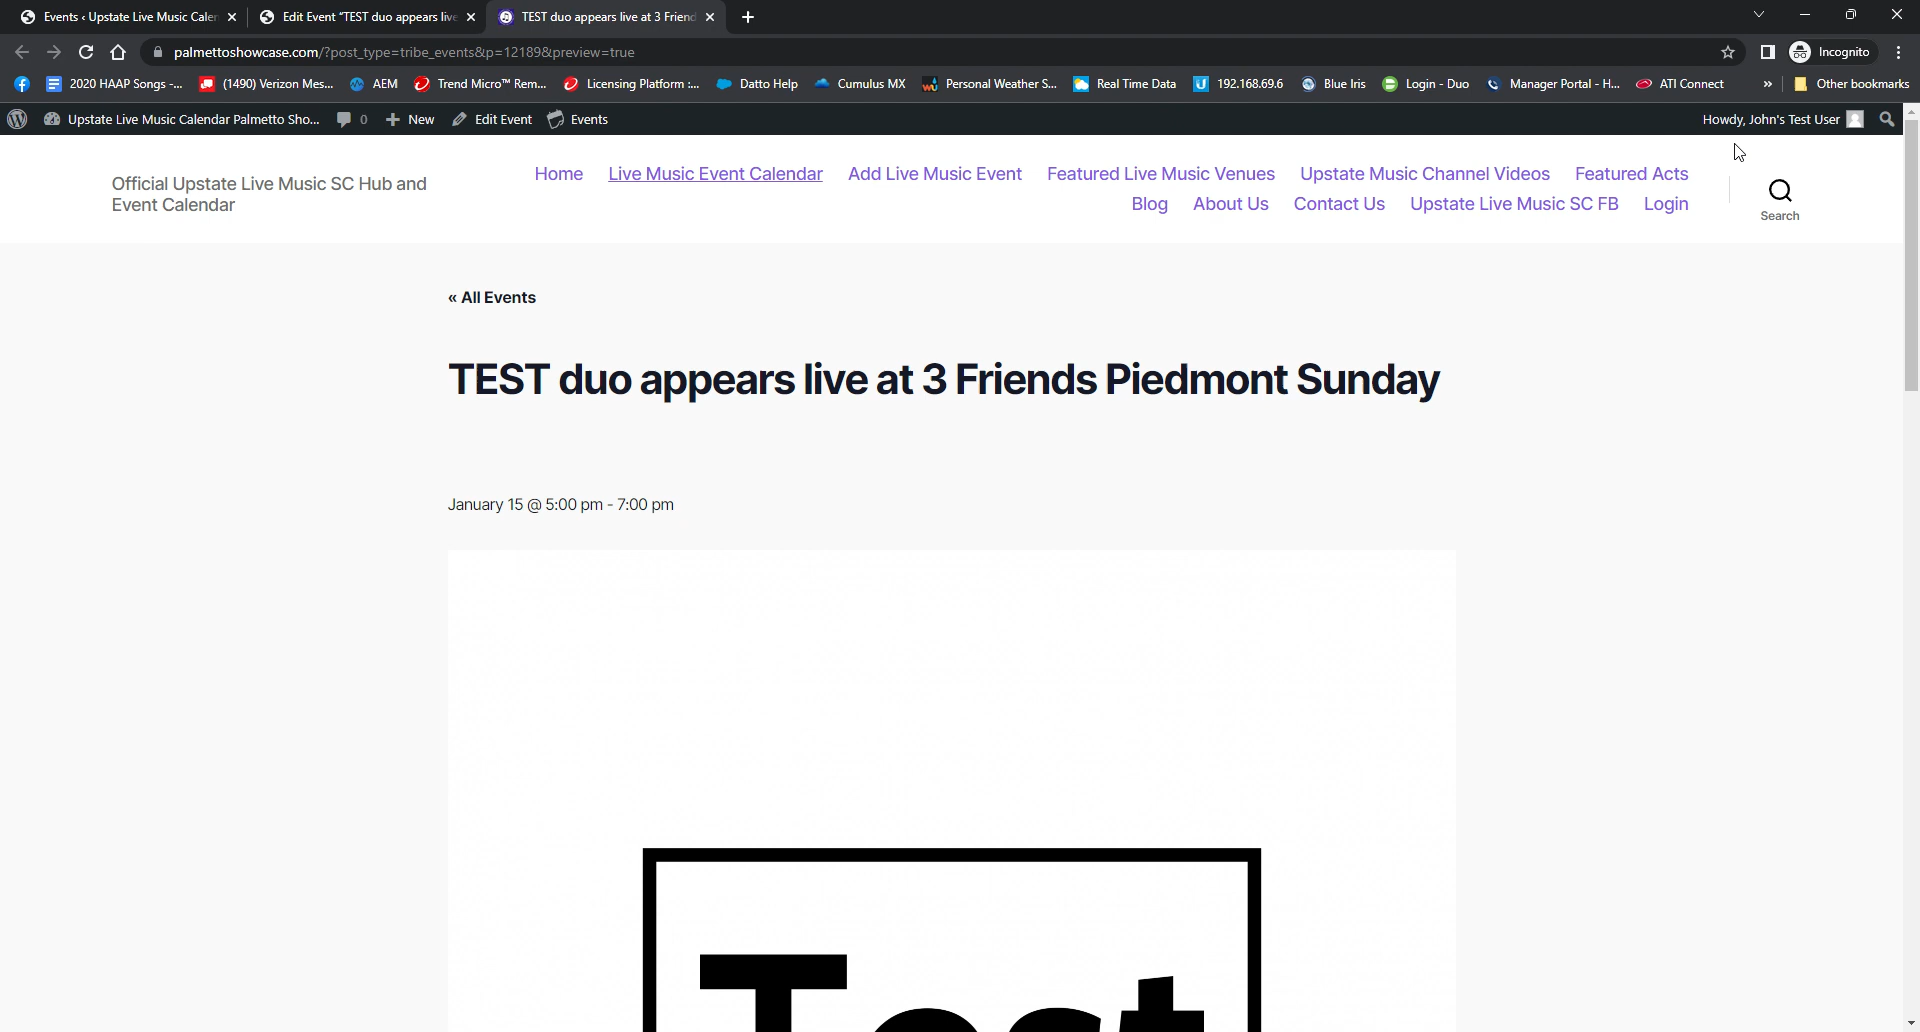 Events ‹ Upstate Live Music Calen
Edit Event "TEST duo appears live
TEST duo appears live at 3 Friend
palmettoshowcase.com/?post_type=tribe_events&p=12189&preview=true
Incognito
2020 HAAP Songs -...
(1490) Verizon Mes...
AEM
Trend Micro™ Rem...
Licensing Platform :...
Datto Help
Cumulus MX
Personal Weather S...
Real Time Data
192.168.69.6
Blue Iris
Login - Duo
Manager Portal - H...
ATI Connect
»
Other bookmarks
Upstate Live Music Calendar Palmetto Sho...
0
New
Edit Event
Events
Howdy, John's Test User
Official Upstate Live Music SC Hub and
Event Calendar
Home
Live Music Event Calendar
Add Live Music Event
Featured Live Music Venues
Upstate Music Channel Videos
Featured Acts
Blog
About Us
Contact Us
Upstate Live Music SC FB
Login
Search
« All Events
TEST duo appears live at 3 Friends Piedmont Sunday
January 15 @ 5:00 pm - 7:00 pm
Test